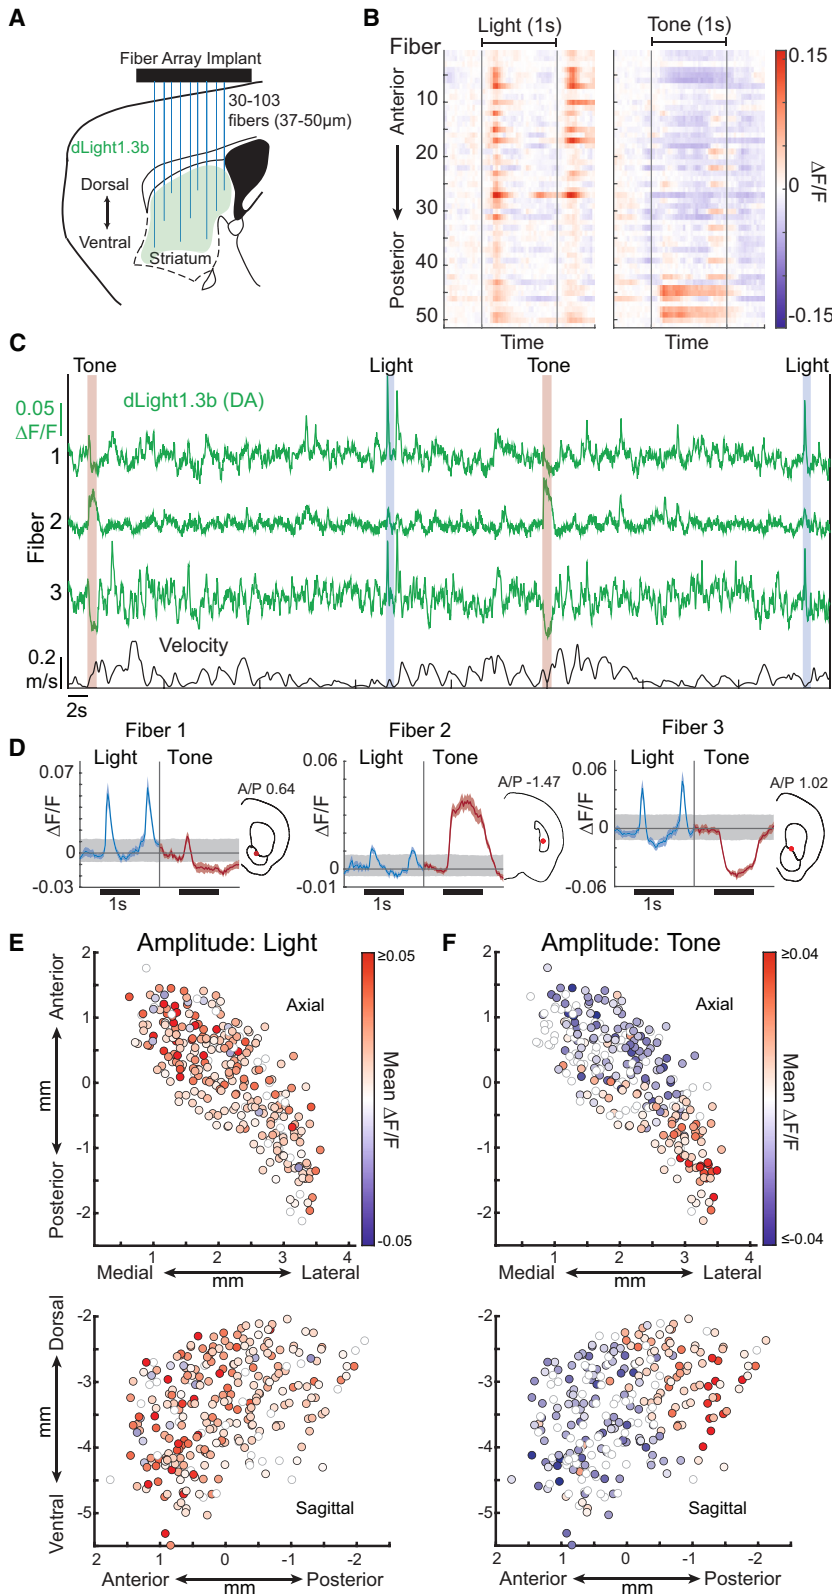 A
Fiber Array Implant
30-103
fibers (37-50μm)
dLight1.3b
Dorsal
Ventral
Striatum
B
Light (1s)
Tone (1s)
Fiber
Anterior
Posterior
10
20
30
40
50
Time
Time
0.15
0
-0.15
ΔF/F
C
Tone
Light
Tone
Light
0.05
ΔF/F
dLight1.3b (DA)
Fiber
1
2
3
Velocity
0.2
m/s
2s
D
Fiber 1
Fiber 2
Fiber 3
Light
Tone
A/P 0.64
0.07
0
-0.03
ΔF/F
1s
Light
Tone
A/P -1.47
0.06
0
-0.01
ΔF/F
1s
Light
Tone
A/P 1.02
0.06
0
-0.06
ΔF/F
1s
E
Amplitude: Light
≥0.05
-0.05
Mean ΔF/F
Axial
Anterior
mm
Posterior
2
1
0
-1
-2
1
2
3
4
Medial
Lateral
mm
Dorsal
mm
Ventral
-2
-3
-4
-5
Sagittal
2
1
0
-1
-2
Anterior
Posterior
mm
F
Amplitude: Tone
≥0.04
≤-0.04
Mean ΔF/F
Axial
2
1
0
-1
-2
1
2
3
4
Medial
Lateral
mm
-2
-3
-4
-5
Sagittal
2
1
0
-1
-2
Anterior
Posterior
mm